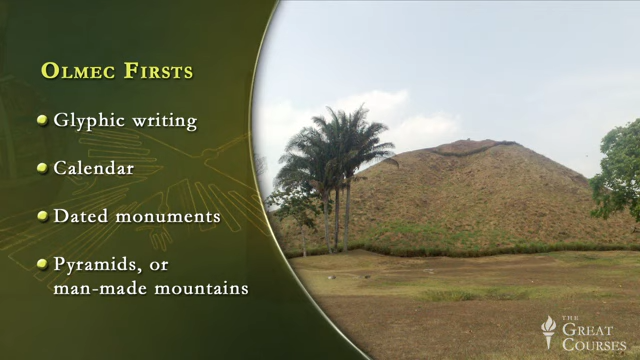 Olmec Firsts
Glyphic writing
Calendar
Dated monuments
Pyramids, or
man-made mountains
THE
GREAT
COURSES